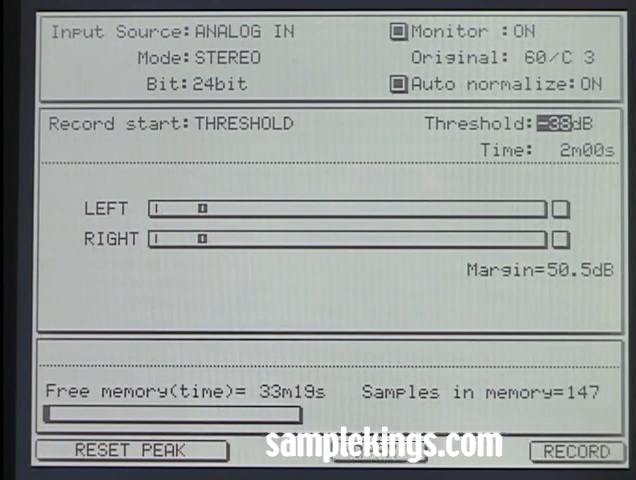 Input Source: ANALOG IN Monitor : ON
Mode: STEREO Original: 60/C 3
Bit: 24bit Auto normalize: ON
Record start: THRESHOLD Threshold: -38dB
Time: 2m00s
LEFT
RIGHT
Margin=50.5dB
Free memory(time)= 33m19s Samples in memory=147
RESET PEAK RECORD
samplekings.com